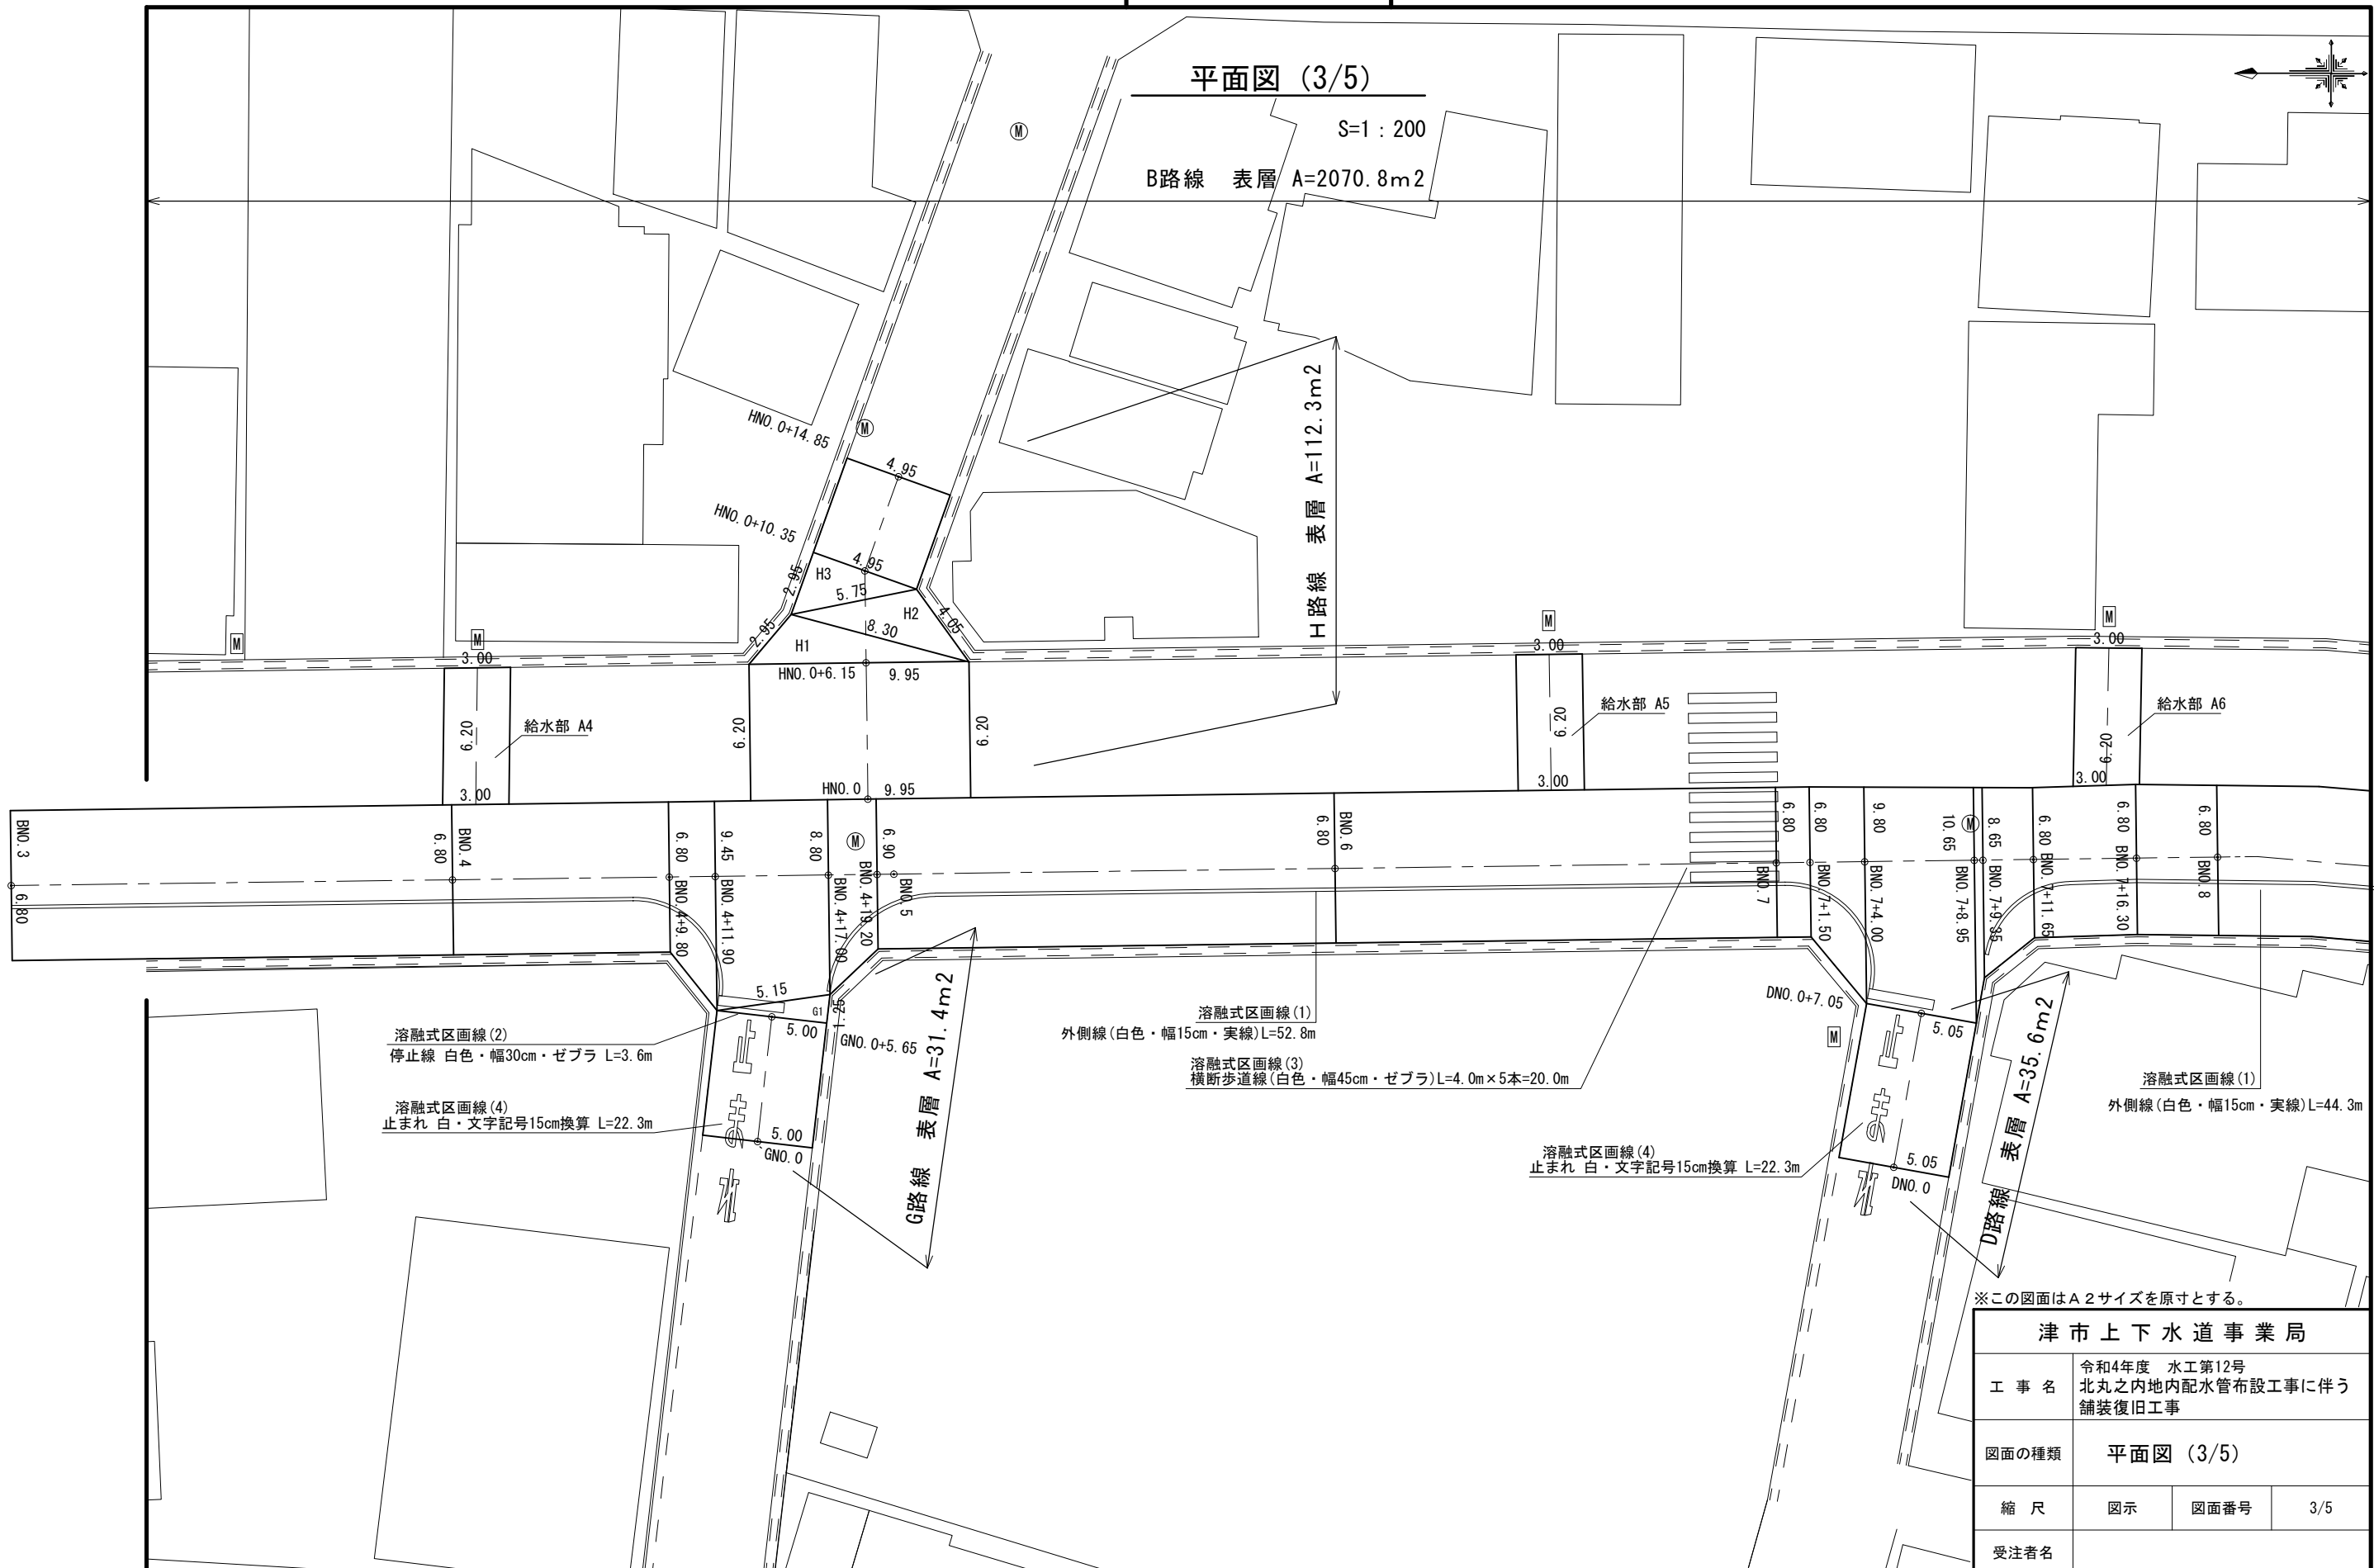 平面図 (3/5)
S=1 : 200
B路線 表層 A=2070.8m2
M
HNO.0+14.85
M
4.95
HNO.0+10.35
4.95
H3
2.95
5.75
H2
4.05
8.30
2.95
H1
HNO.0+6.15
9.95
H路線 表層 A=112.3m2
M
M
3.00
M
3.00
M
3.00
6.20
給水部 A4
3.00
6.20
6.20
HNO.0
9.95
6.20
給水部 A5
3.00
6.20
給水部 A6
3.00
BNO.3
6.80
6.80
BNO.4
6.80
BNO.4+9.80
9.45
BNO.4+11.90
8.80
BNO.4+17.00
M
6.90
BNO.4+19.20
BNO.5
6.80
BNO.6
6.80
BNO.7
6.80
BNO.7+1.50
9.80
BNO.7+4.00
10.65
BNO.7+8.95
M
8.65
BNO.7+9.35
6.80
BNO.7+11.65
6.80
BNO.7+16.30
6.80
BNO.8
5.15
G1
1.25
5.00
GNO.0+5.65
5.00
GNO.0
止まれ
溶融式区画線(2)
停止線 白色・幅30cm・ゼブラ L=3.6m
溶融式区画線(4)
止まれ 白・文字記号15cm換算 L=22.3m
G路線 表層 A=31.4m2
溶融式区画線(1)
外側線(白色・幅15cm・実線)L=52.8m
溶融式区画線(3)
横断歩道線(白色・幅45cm・ゼブラ)L=4.0m×5本=20.0m
DNO.0+7.05
M
5.05
5.05
DNO.0
止まれ
溶融式区画線(4)
止まれ 白・文字記号15cm換算 L=22.3m
D路線 表層 A=35.6m2
溶融式区画線(1)
外側線(白色・幅15cm・実線)L=44.3m
※この図面はA2サイズを原寸とする。
津市上下水道事業局
工事名
令和4年度 水工第12号
北丸之内地内配水管布設工事に伴う
舗装復旧工事
図面の種類 平面図 (3/5)
縮尺 図示 図面番号 3/5
受注者名